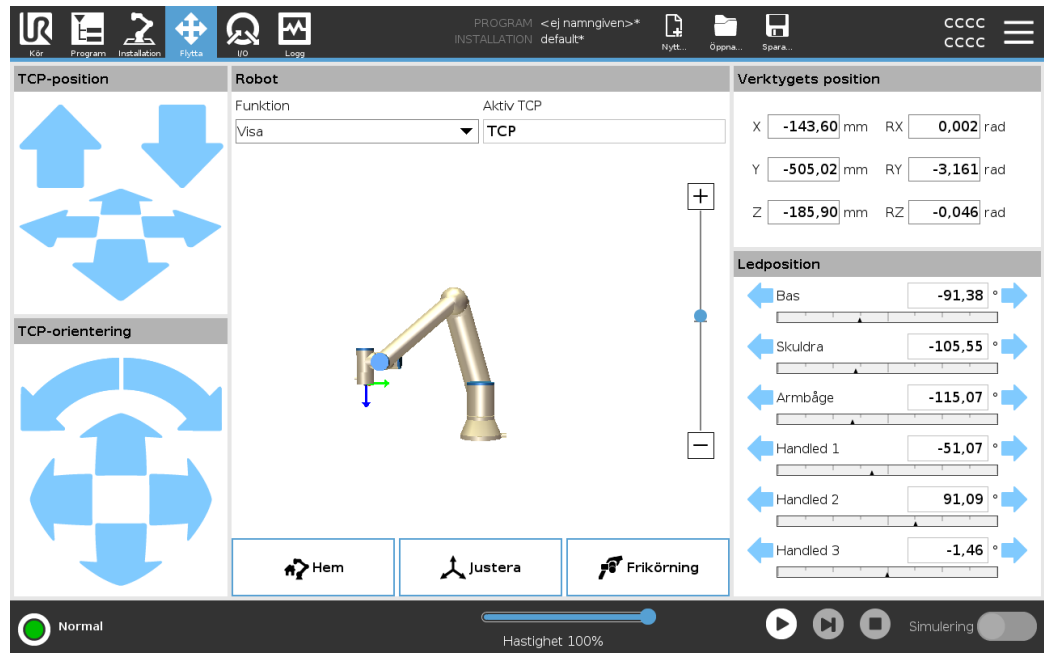 UR
Kör
Program
Installation
Flytta
I/O
Logg
PROGRAM <ej namngiven>*
INSTALLATION default*
Nytt...
Öppna...
Spara...
CCCC
CCCC
TCP-position
Robot
Verktygets position
Funktion
Aktiv TCP
Visa
TCP
X -143,60 mm RX 0,002 rad
Y -505,02 mm RY -3,161 rad
Z -185,90 mm RZ -0,046 rad
Ledposition
Bas -91,38 °
TCP-orientering
Skuldra -105,55 °
Armbåge -115,07 °
Handled 1 -51,07 °
Handled 2 91,09 °
Handled 3 -1,46 °
Hem
Justera
Frikörning
Normal
Hastighet 100%
Simulering